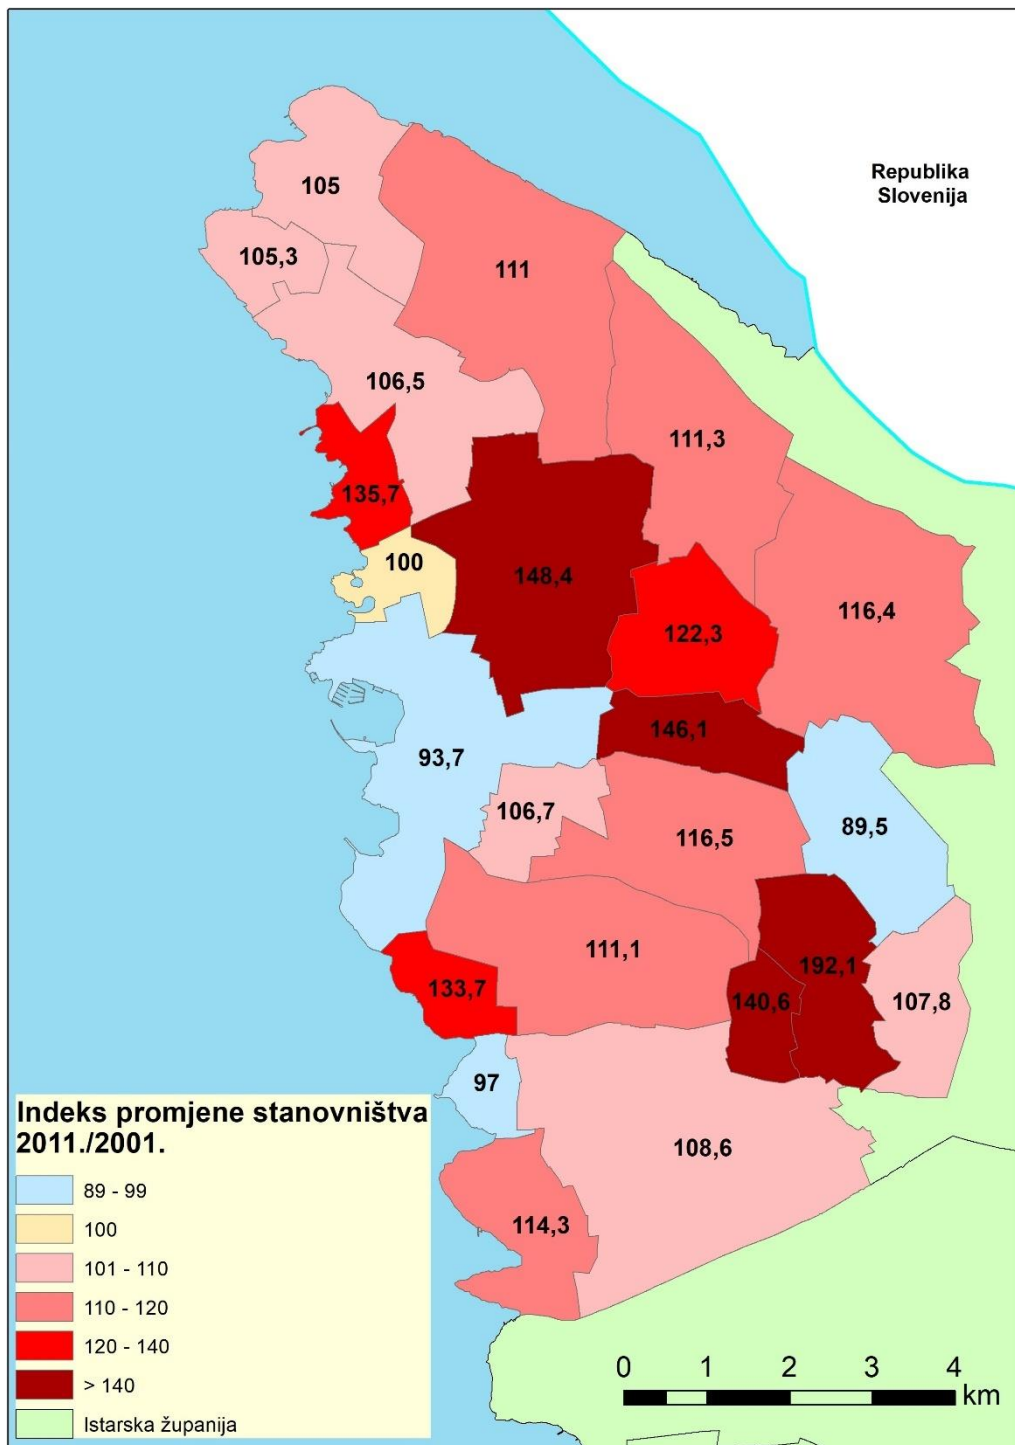 Republika
Slovenija
105
105,3
111
106,5
111,3
135,7
100
148,4
122,3
116,4
146,1
93,7
106,7
116,5
89,5
111,1
133,7
140,6
192,1
107,8
97
108,6
114,3
Indeks promjene stanovništva
2011./2001.
89 - 99
100
101 - 110
110 - 120
120 - 140
> 140
Istarska županija
0 1 2 3 4
km